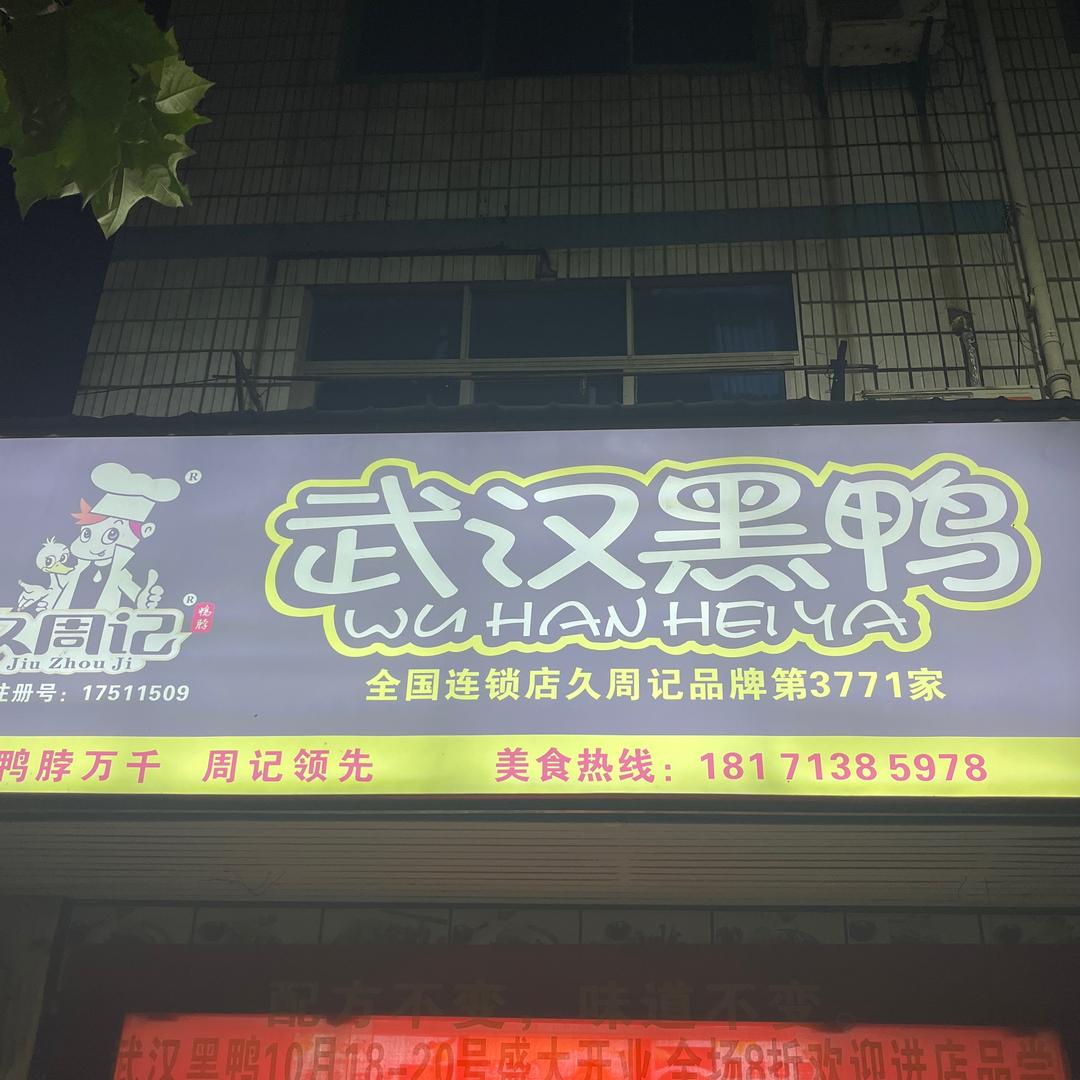 武汉黑鸭
WU HAN HEI YA
全国连锁店久周记品牌第3771家
久周记
鸭脖
Jiu Zhou Ji
注册号：17511509
鸭脖万千 周记领先
美食热线：181 7138 5978
配方不变，味道不变。
武汉黑鸭10月18-20号盛大开业 全场8折欢迎进店品尝